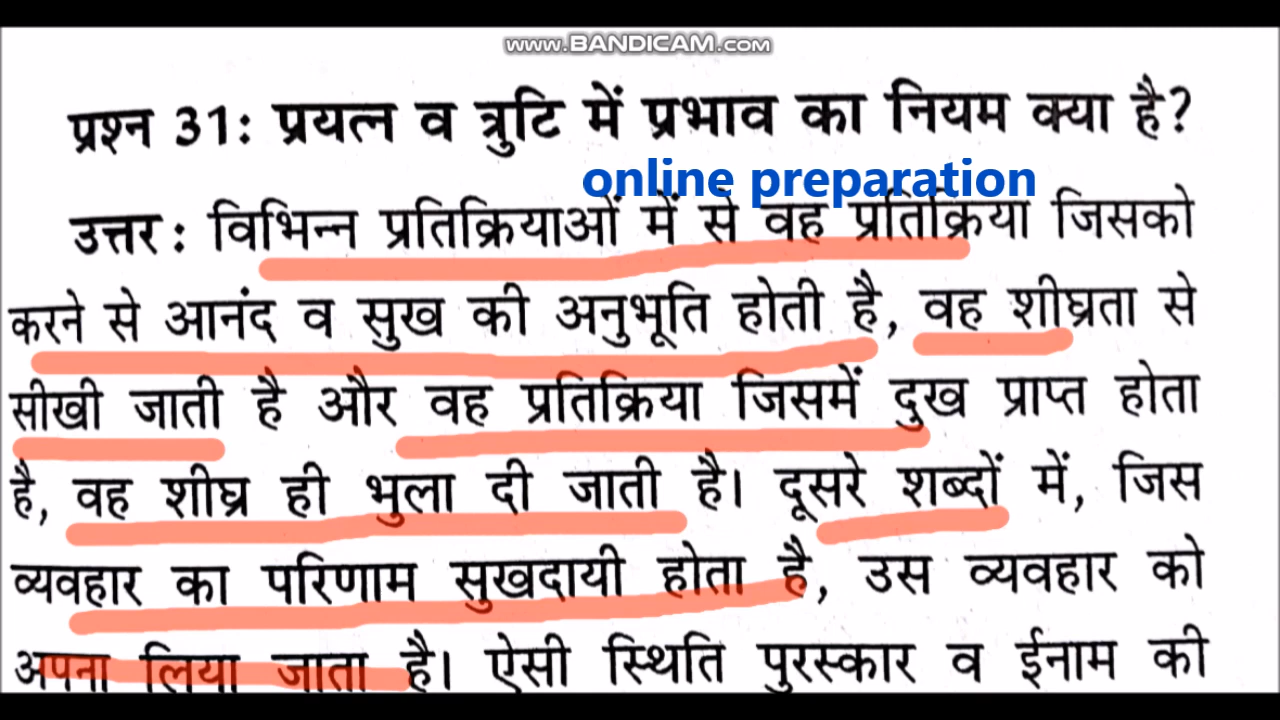 www.BANDICAM.com
प्रश्न 31: प्रयत्न व त्रुटि में प्रभाव का नियम क्या है?
online preparation
उत्तर : विभिन्न प्रतिक्रियाओं में से वह प्रतिक्रिया जिसको
करने से आनंद व सुख की अनुभूति होती है, वह शीघ्रता से
सीखी जाती है और वह प्रतिक्रिया जिसमें दुख प्राप्त होता
है, वह शीघ्र ही भुला दी जाती है। दूसरे शब्दों में, जिस
व्यवहार का परिणाम सुखदायी होता है, उस व्यवहार को
अपना लिया जाता है। ऐसी स्थिति पुरस्कार व ईनाम की